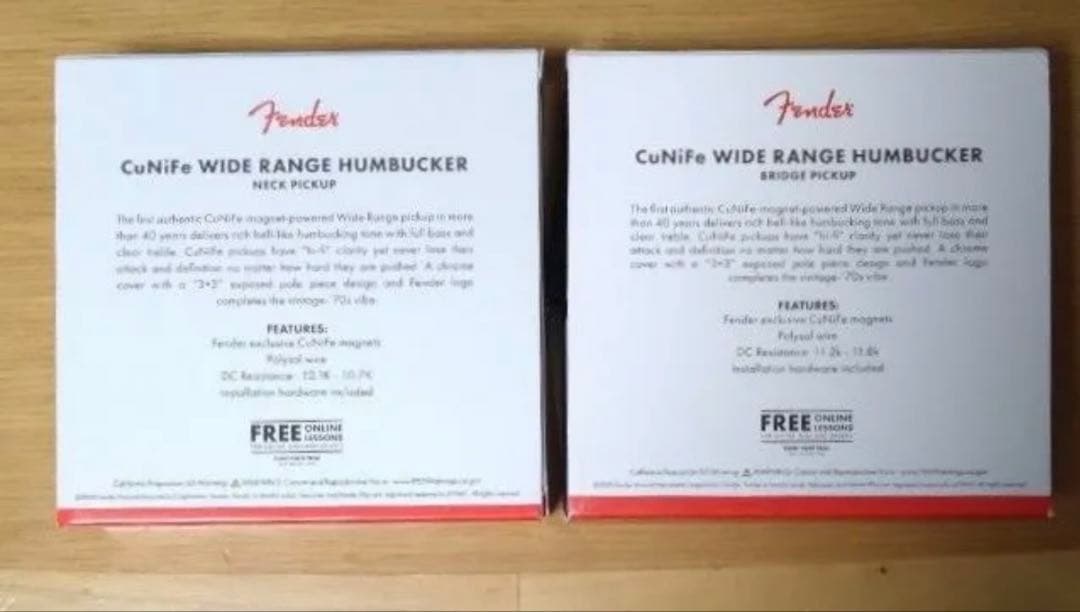 Fender
CuNiFe WIDE RANGE HUMBUCKER
NECK PICKUP
The first authentic CuNiFe magnet-powered Wide Range pickup in more
than 40 years delivers rich bell-like humbucking tone with full bass and
clear treble. CuNiFe pickups have "hi-fi" clarity yet never lose their
attack and definition no matter how hard they are pushed. A chrome
cover with a "3+3" exposed pole piece design and Fender logo
completes the vintage-'70s vibe.
FEATURES:
Fender exclusive CuNiFe magnets
Polysol wire
DC Resistance
Installation hardware included
FREE ONLINE
LESSONS
Fender
CuNiFe WIDE RANGE HUMBUCKER
BRIDGE PICKUP
The first authentic CuNiFe magnet-powered Wide Range pickup in more
than 40 years delivers rich bell-like humbucking tone with full bass and
clear treble. CuNiFe pickups have "hi-fi" clarity yet never lose their
attack and definition no matter how hard they are pushed. A chrome
cover with a "3+3" exposed pole piece design and Fender logo
completes the vintage-'70s vibe.
FEATURES:
Fender exclusive CuNiFe magnets
Polysol wire
DC Resistance
Installation hardware included
FREE ONLINE
LESSONS